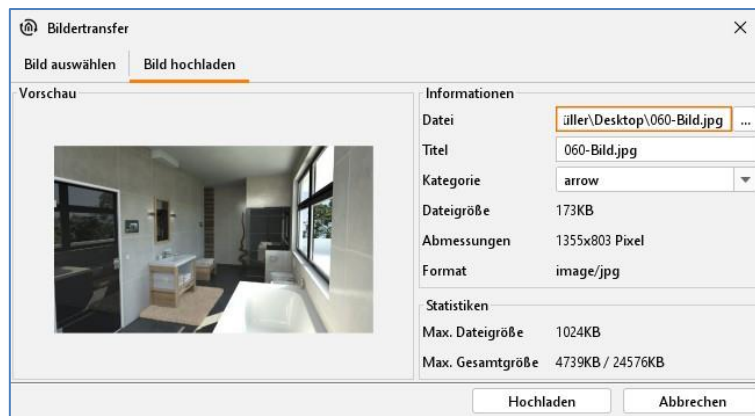 Bildertransfer
Bild auswählen Bild hochladen
Vorschau
Informationen
Datei üller\Desktop\060-Bild.jpg ...
Titel 060-Bild.jpg
Kategorie arrow
Dateigröße 173KB
Abmessungen 1355x803 Pixel
Format image/jpg
Statistiken
Max. Dateigröße 1024KB
Max. Gesamtgröße 4739KB / 24576KB
Hochladen Abbrechen